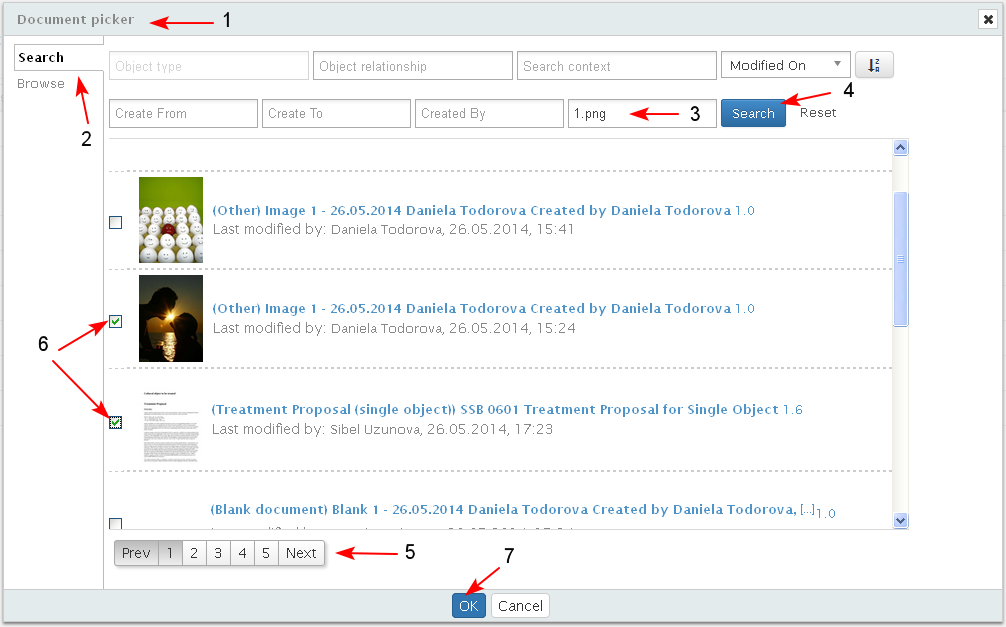 Document picker 1
Search
Browse
2
Object type Object relationship Search context Modified On
4
Create From Create To Created By 1.png 3 Search Reset
(Other) Image 1 - 26.05.2014 Daniela Todorova Created by Daniela Todorova 1.0
Last modified by: Daniela Todorova, 26.05.2014, 15:41
(Other) Image 1 - 26.05.2014 Daniela Todorova Created by Daniela Todorova 1.0
Last modified by: Daniela Todorova, 26.05.2014, 15:24
6
(Treatment Proposal (single object)) SSB 0601 Treatment Proposal for Single Object 1.6
Last modified by: Sibel Uzunova, 26.05.2014, 17:23
(Blank document) Blank 1 - 26.05.2014 Daniela Todorova Created by Daniela Todorova, [...]1.0
Prev 1 2 3 4 5 Next 5
7
OK Cancel